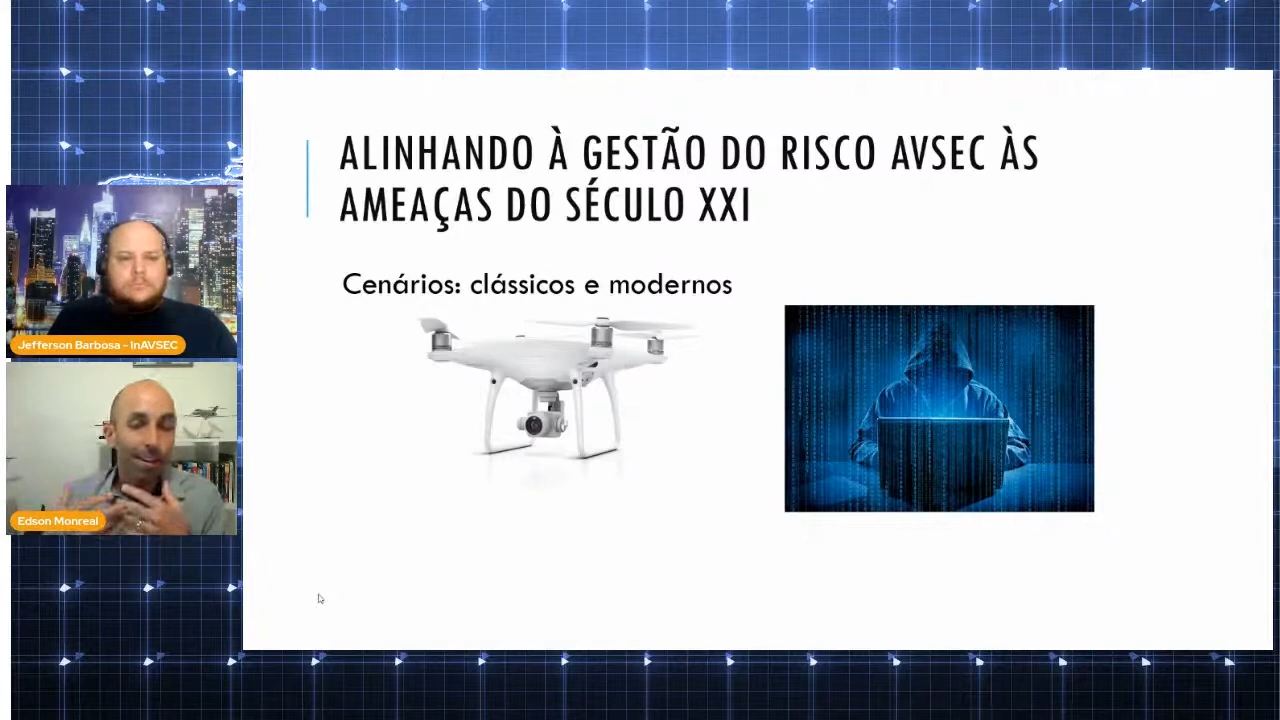 ALINHANDO À GESTÃO DO RISCO AVSEC ÀS
AMEAÇAS DO SÉCULO XXI
Cenários: clássicos e modernos
Jefferson Barbosa - InAVSEC
Edson Monreal